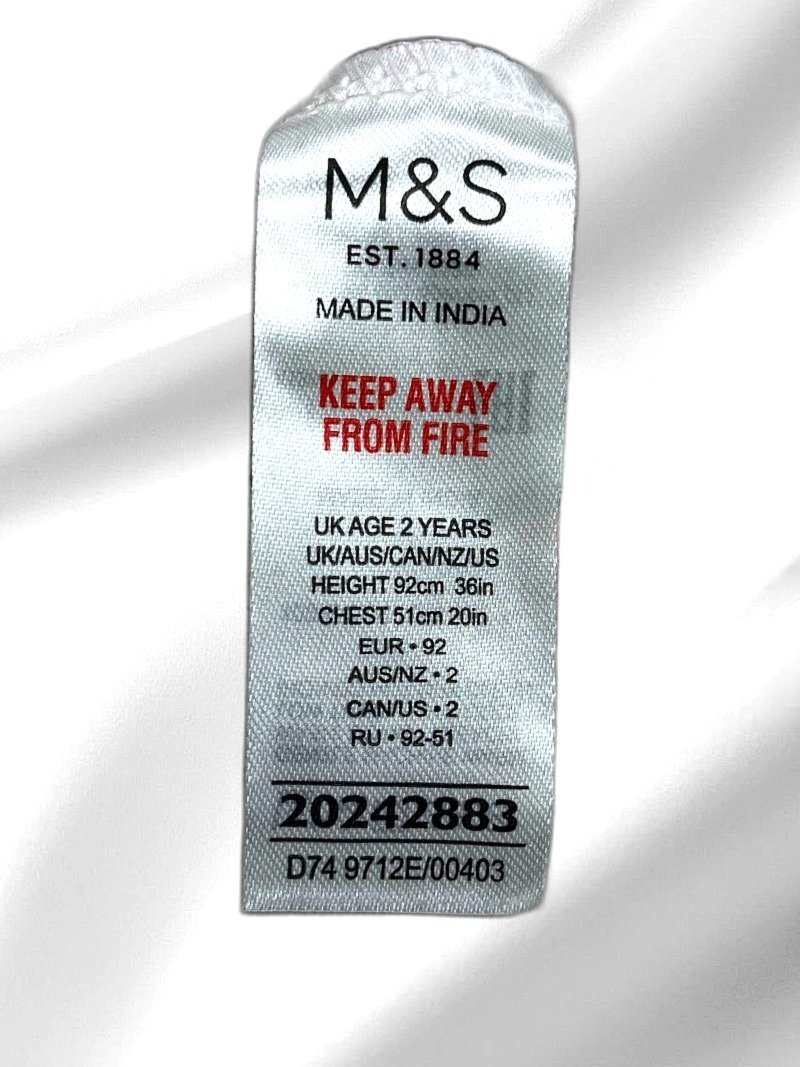 M&S
EST. 1884
MADE IN INDIA
KEEP AWAY
FROM FIRE
UK AGE 2 YEARS
UK/AUS/CAN/NZ/US
HEIGHT 92cm 36in
CHEST 51cm 20in
EUR • 92
AUS/NZ • 2
CAN/US • 2
RU • 92-51
20242883
D74 9712E/00403